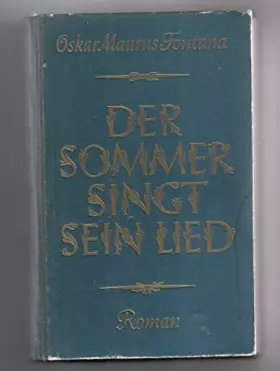 Oskar Maurus Fontana
DER
SOMMER
SINGT
SEIN LIED
Roman